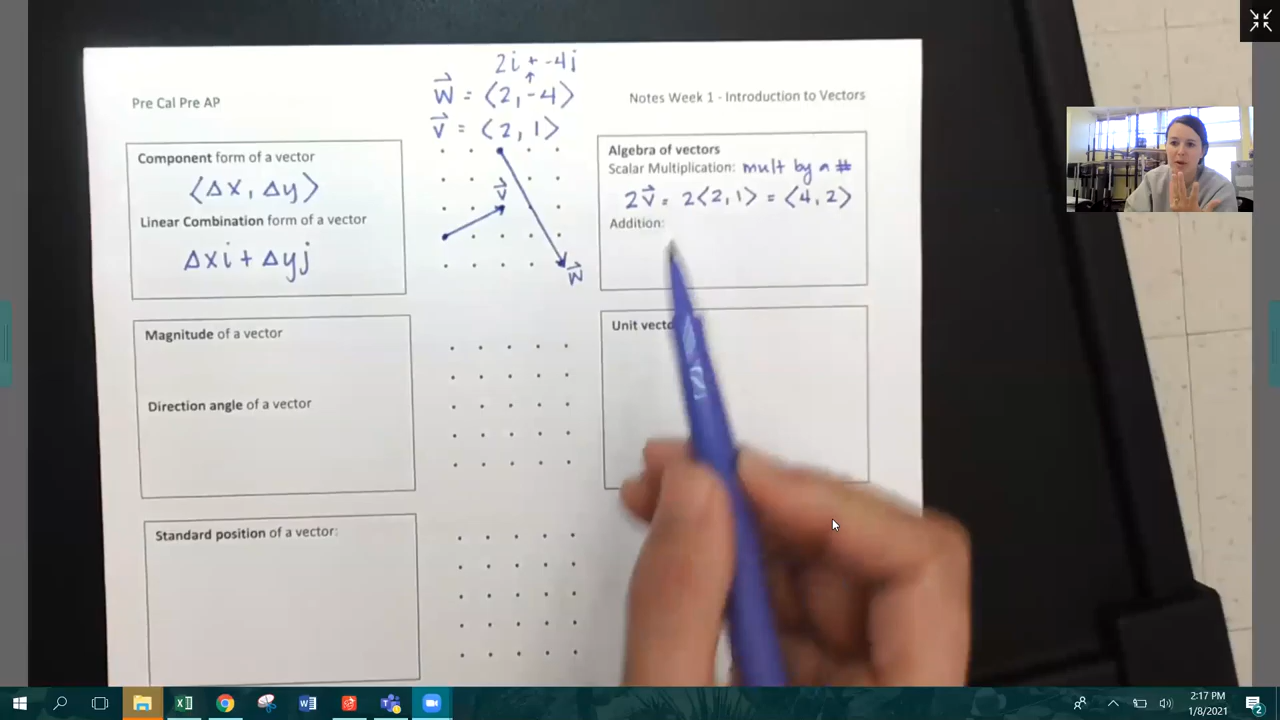 Pre Cal Pre AP
Notes Week 1 - Introduction to Vectors
2i + -4j
w = ⟨2, -4⟩
v = ⟨2, 1⟩
Component form of a vector
⟨Δx, Δy⟩
Linear Combination form of a vector
Δxi + Δyj
v
w
Algebra of vectors
Scalar Multiplication: mult by a #
2v = 2⟨2, 1⟩ = ⟨4, 2⟩
Addition:
Magnitude of a vector
Direction angle of a vector
Unit vecto
Standard position of a vector:
2:17 PM
1/8/2021
2